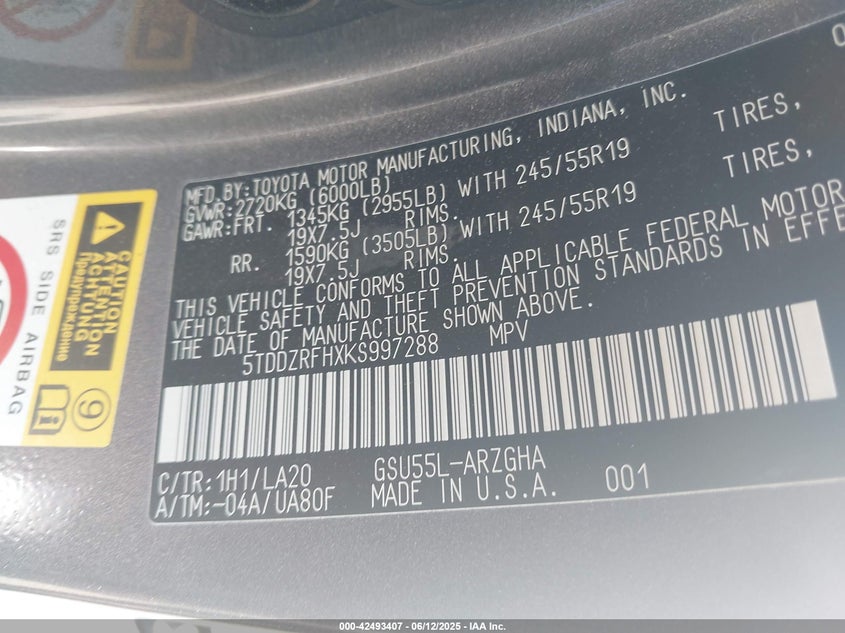 0
MFD.BY:TOYOTA MOTOR MANUFACTURING, INDIANA, INC.
GVWR:2720KG (6000LB)
GAWR:FRT. 1345KG (2955LB) WITH 245/55R19 TIRES,
19X7.5J RIMS.
RR. 1590KG (3505LB) WITH 245/55R19 TIRES,
19X7.5J RIMS.
THIS VEHICLE CONFORMS TO ALL APPLICABLE FEDERAL MOTOR
VEHICLE SAFETY AND THEFT PREVENTION STANDARDS IN EFFE
THE DATE OF MANUFACTURE SHOWN ABOVE.
5TDDZRFHXKS997288 MPV
C/TR:1H1/LA20 GSU55L-ARZGHA
A/TM:-04A/UA80F MADE IN U.S.A. 001
CAUTION
ATTENTION
ACHTUNG
Предупреждение
SRS SIDE AIRBAG
9
i
000-42493407 - 06/12/2025 - IAA Inc.